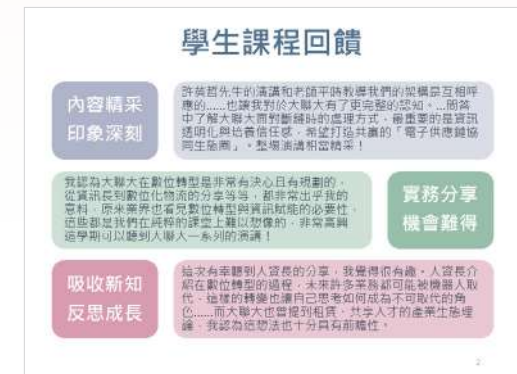 學生課程回饋
內容精采
印象深刻
許英哲先生的演講和老師平時教導我們的架構是互相呼
應的......也讓我對於大聯大有了更完整的認知。...問答
中了解大聯大面對斷鏈時的處理方式，最重要的是資訊
透明化與培養信任感，希望打造共贏的「電子供應鏈協
同生態圈」。整場演講相當精采！
我認為大聯大在數位轉型是非常有決心且有規劃的，
從資訊長到數位化物流的分享等等，都非常出乎我的
意料，原來業界也看見數位轉型與資訊賦能的必要性，
這些都是我們在純粹的課堂上難以想像的，非常高興
這學期可以聽到大聯大一系列的演講！
實務分享
機會難得
吸收新知
反思成長
這次有幸聽到人資長的分享，我覺得很有趣。人資長介
紹在數位轉型的過程，未來許多業務都可能被機器人取
代，這樣的轉變也讓自己思考如何成為不可取代的角
色......而大聯大也曾提到租賃、共享人才的產業生態理
論，我認為這想法也十分具有前瞻性。
2